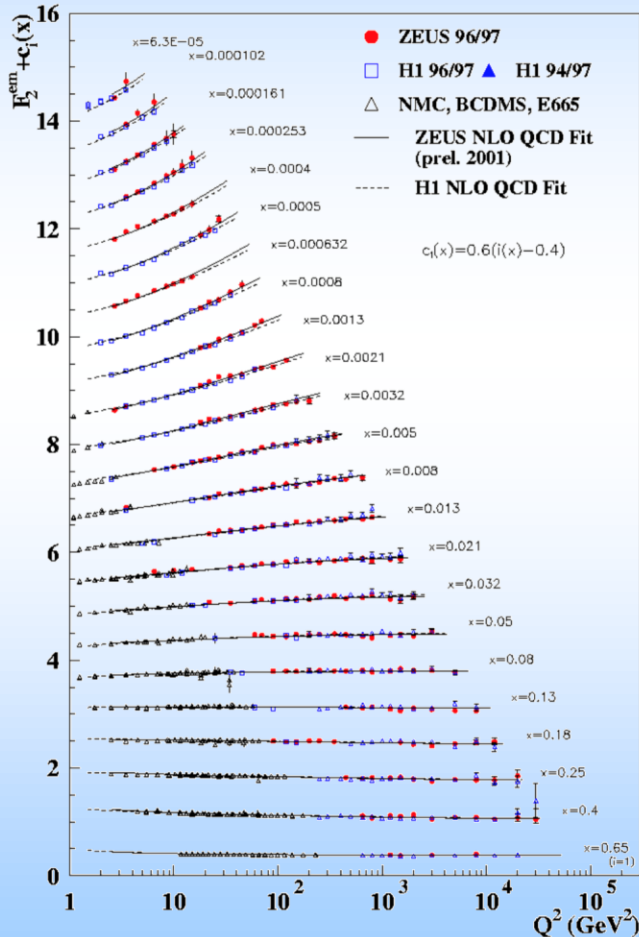 F₂ᵉᵐ+cᵢ(x)
16
14
12
10
8
6
4
2
0
ZEUS 96/97
H1 96/97 H1 94/97
NMC, BCDMS, E665
ZEUS NLO QCD Fit
(prel. 2001)
H1 NLO QCD Fit
cᵢ(x)=0.6(i(x)−0.4)
x=6.3E−05
x=0.000102
x=0.000161
x=0.000253
x=0.0004
x=0.0005
x=0.000632
x=0.0008
x=0.0013
x=0.0021
x=0.0032
x=0.005
x=0.008
x=0.013
x=0.021
x=0.032
x=0.05
x=0.08
x=0.13
x=0.18
x=0.25
x=0.4
x=0.65
(i=1)
1 10 10² 10³ 10⁴ 10⁵
Q² (GeV²)